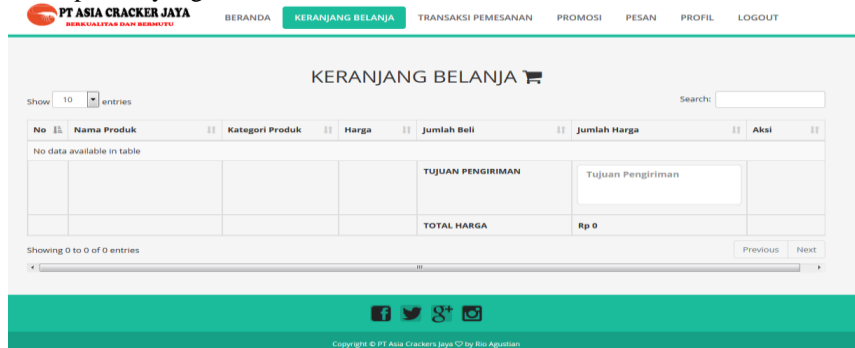 PT ASIA CRACKER JAYA
BERKUALITAS DAN BERMUTU
BERANDA KERANJANG BELANJA TRANSAKSI PEMESANAN PROMOSI PESAN PROFIL LOGOUT
KERANJANG BELANJA
Show 10 entries Search:
No Nama Produk Kategori Produk Harga Jumlah Beli Jumlah Harga Aksi
No data available in table
TUJUAN PENGIRIMAN Tujuan Pengiriman
TOTAL HARGA Rp 0
Showing 0 to 0 of 0 entries Previous Next
Copyright © PT Asia Crackers Jaya ♡ by Rio Agustian